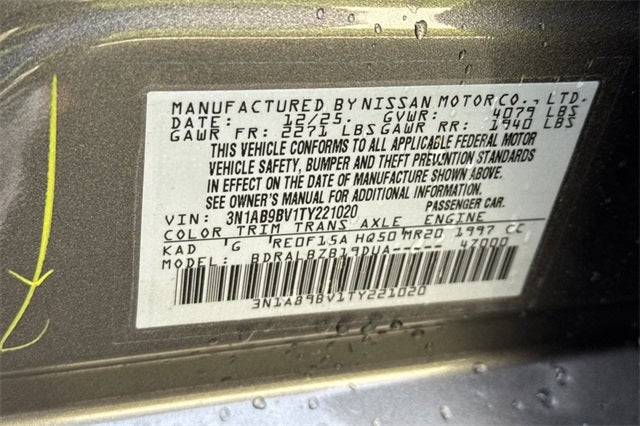 MANUFACTURED BY NISSAN MOTOR CO., LTD.
DATE: 12/25. GVWR: 4079 LBS
GAWR FR: 2271 LBS GAWR RR: 1940 LBS
THIS VEHICLE CONFORMS TO ALL APPLICABLE FEDERAL MOTOR
VEHICLE SAFETY, BUMPER AND THEFT PREVENTION STANDARDS
IN EFFECT ON THE DATE OF MANUFACTURE SHOWN ABOVE.
SEE OWNER'S MANUAL FOR ADDITIONAL INFORMATION.
VIN: 3N1AB9BV1TY221020 PASSENGER CAR.
COLOR TRIM TRANS AXLE ENGINE
KAD G RE0F15A HQ50 MR20 1997 CC
MODEL: BDRALBZB19DUA----- 47000
3N1AB9BV1TY221020